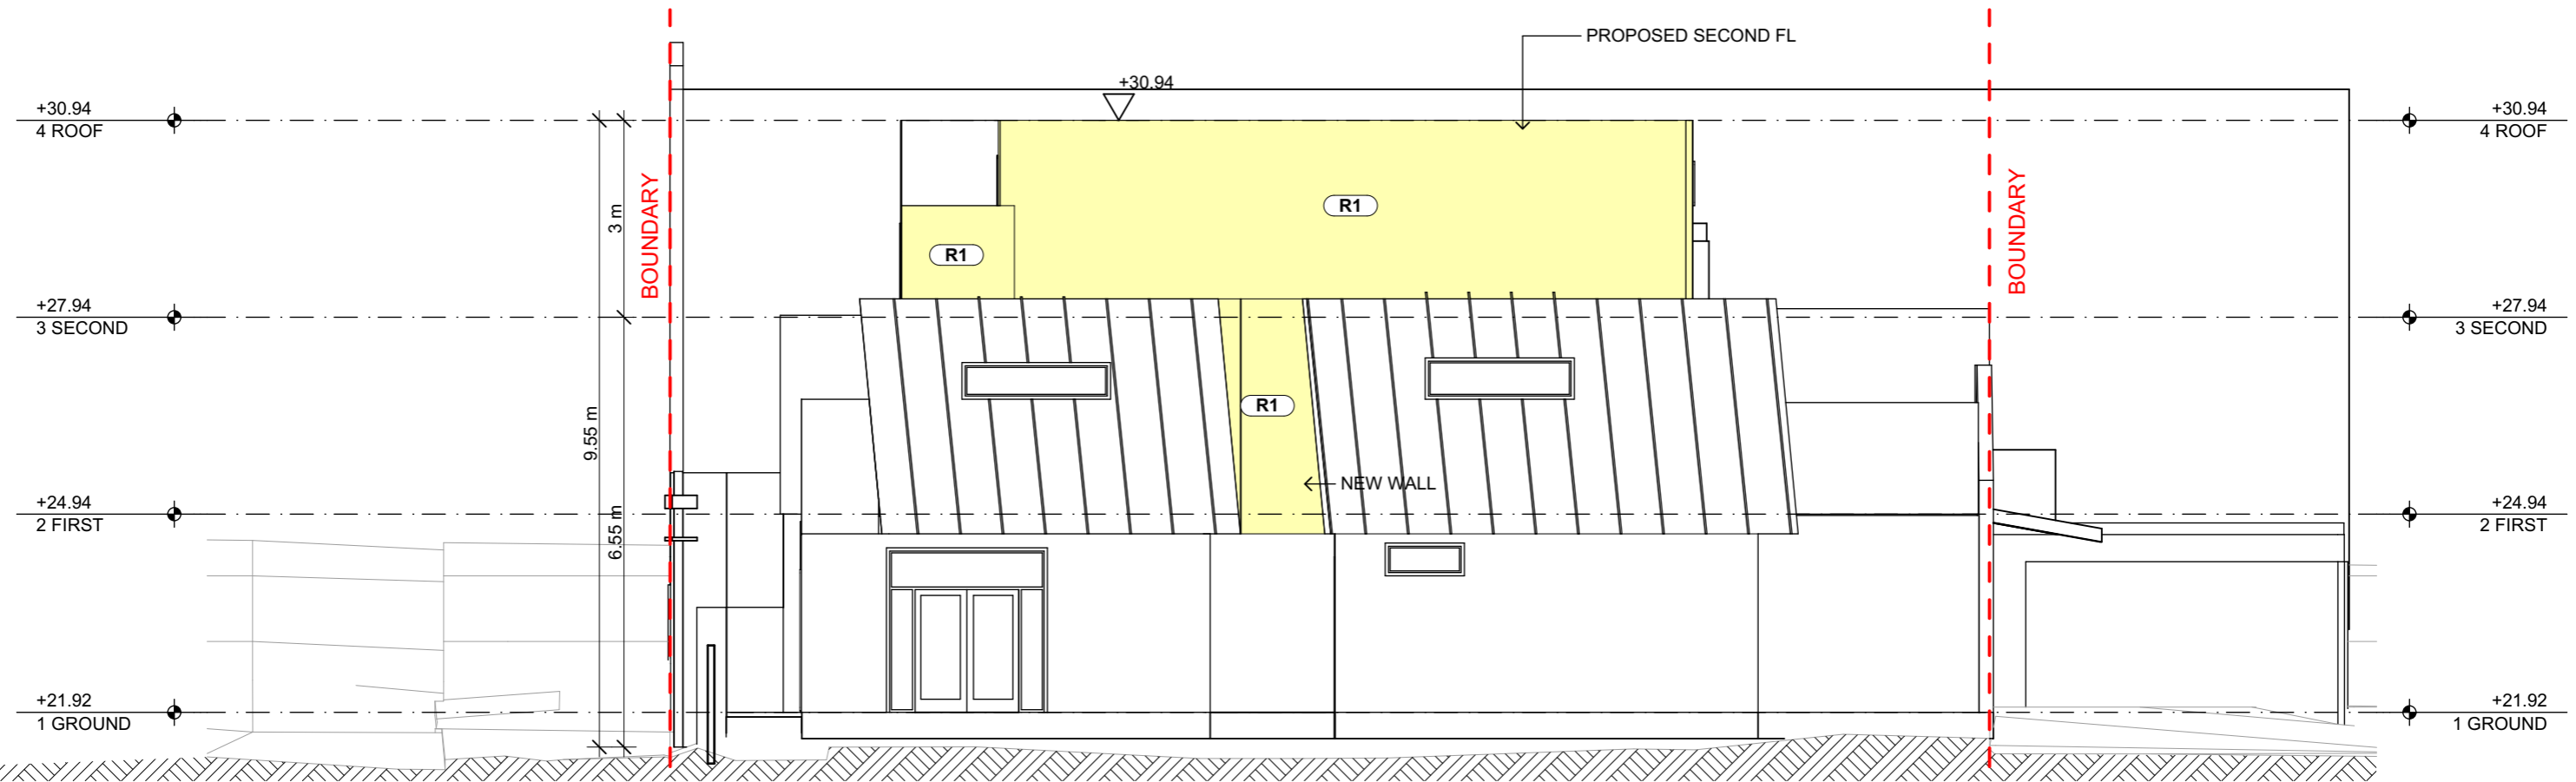 PROPOSED SECOND FL
+30.94
+30.94
4 ROOF
+30.94
4 ROOF
BOUNDARY
BOUNDARY
3 m
R1
R1
+27.94
3 SECOND
+27.94
3 SECOND
9.55 m
R1
NEW WALL
+24.94
2 FIRST
6.55 m
+24.94
2 FIRST
+21.92
1 GROUND
+21.92
1 GROUND